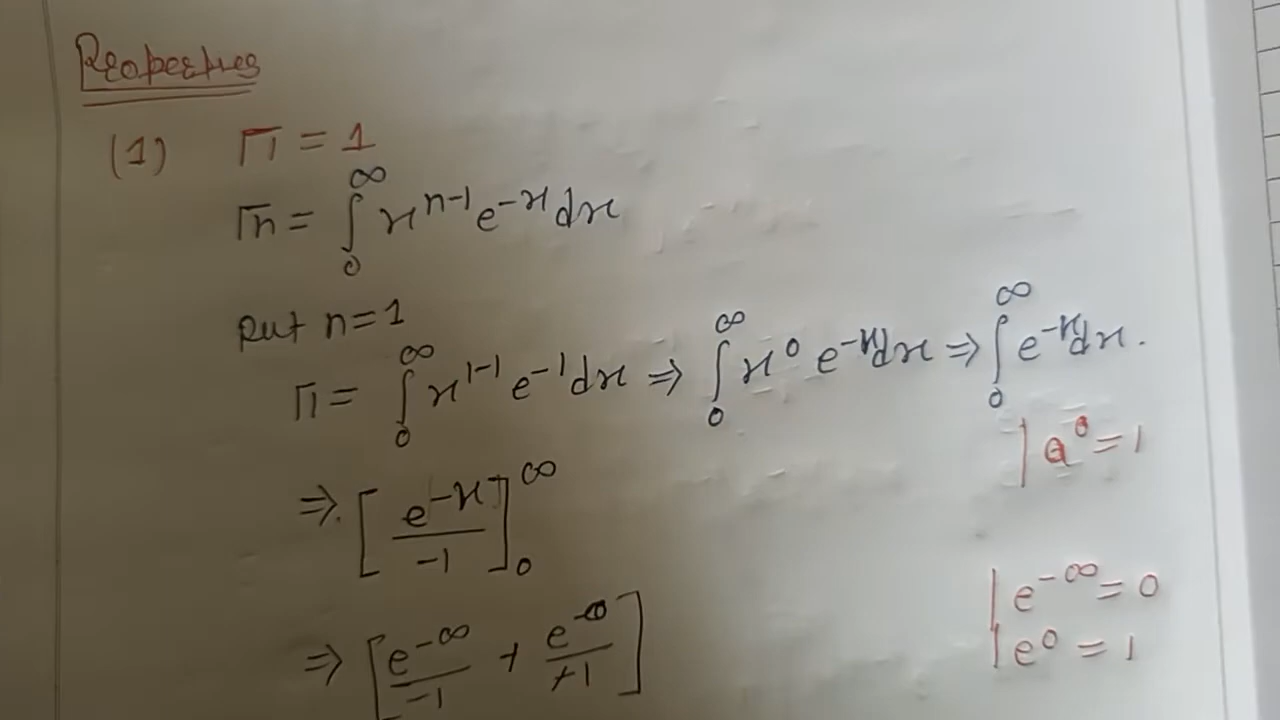 Properties
(1) Γ1 = 1
Γn = ∫₀^∞ x^{n-1} e^{-x} dx
Put n=1
Γ1 = ∫₀^∞ x^{1-1} e^{-1} dx ⇒ ∫₀^∞ x^0 e^{-x} dx ⇒ ∫₀^∞ e^{-x} dx.
| a^0 = 1
⇒ [e^{-x}/-1]₀^∞
| e^{-∞} = 0
| e^0 = 1
⇒ [e^{-∞}/-1 + e^{-0}/+1]